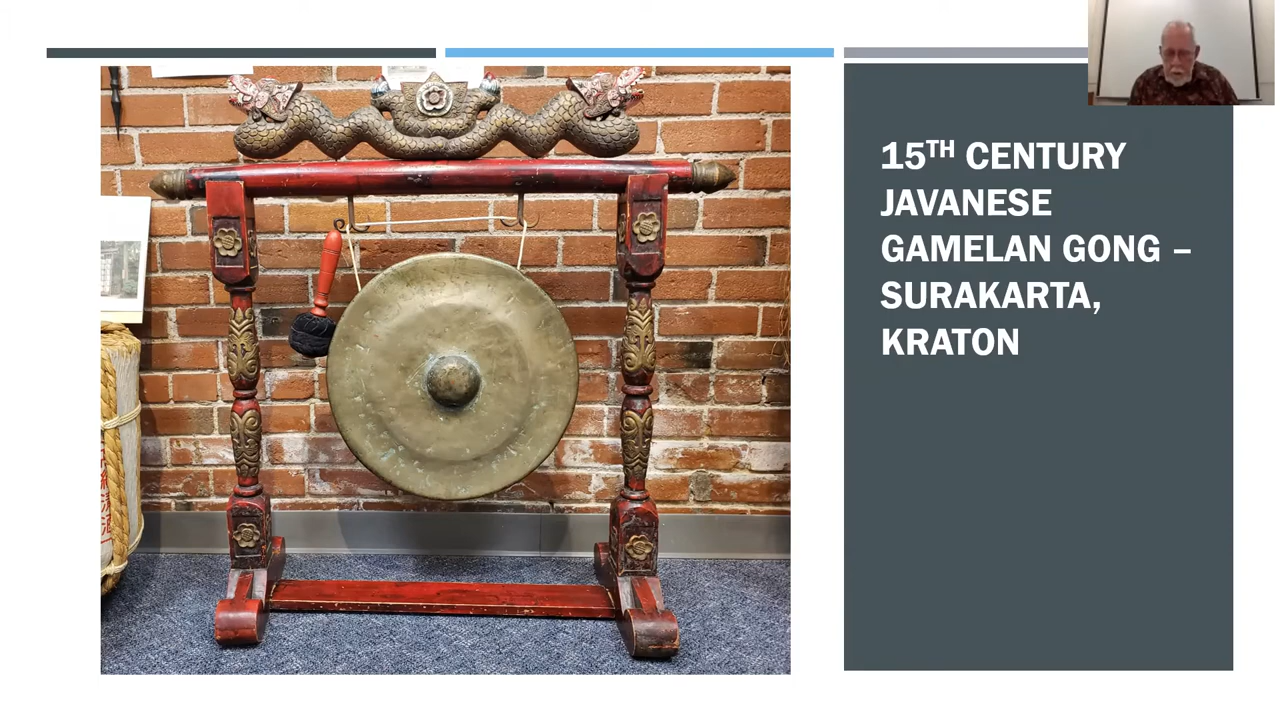 15TH CENTURY
JAVANESE
GAMELAN GONG –
SURAKARTA,
KRATON